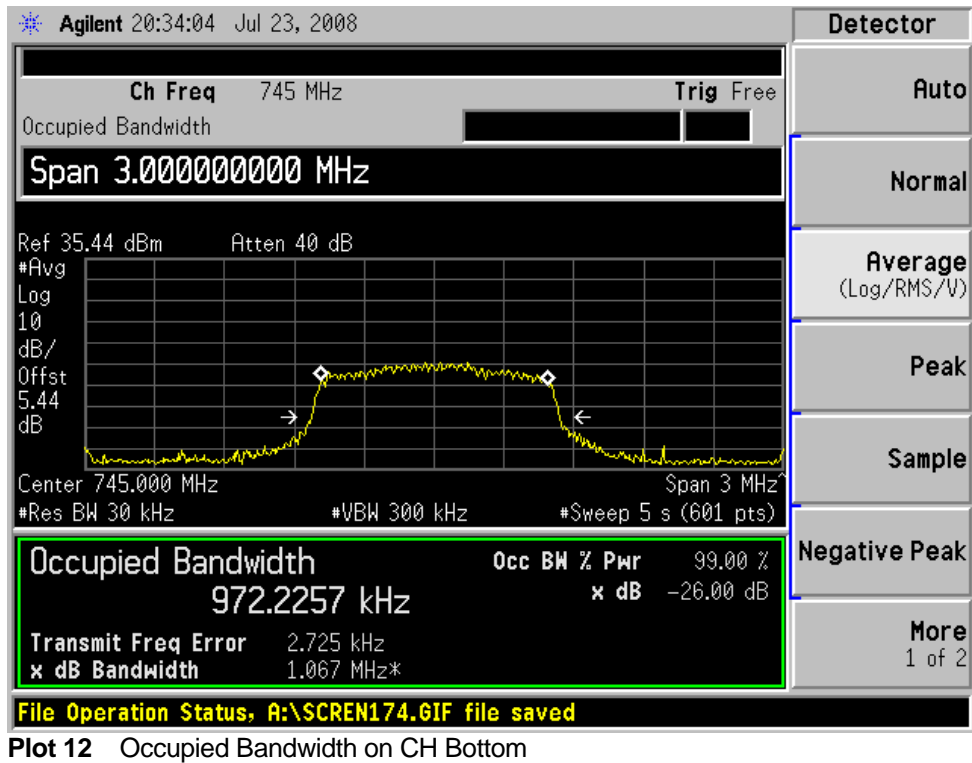 Agilent 20:34:04 Jul 23, 2008
Detector
Ch Freq 745 MHz Trig Free
Occupied Bandwidth
Span 3.000000000 MHz
Ref 35.44 dBm Atten 40 dB
#Avg
Log
10
dB/
Offst
5.44
dB
Center 745.000 MHz Span 3 MHz^
#Res BW 30 kHz #VBW 300 kHz #Sweep 5 s (601 pts)
Occupied Bandwidth Occ BW % Pwr 99.00 %
972.2257 kHz x dB -26.00 dB
Transmit Freq Error 2.725 kHz
x dB Bandwidth 1.067 MHz*
File Operation Status, A:\SCREN174.GIF file saved
Auto
Normal
Average
(Log/RMS/V)
Peak
Sample
Negative Peak
More
1 of 2
Plot 12 Occupied Bandwidth on CH Bottom